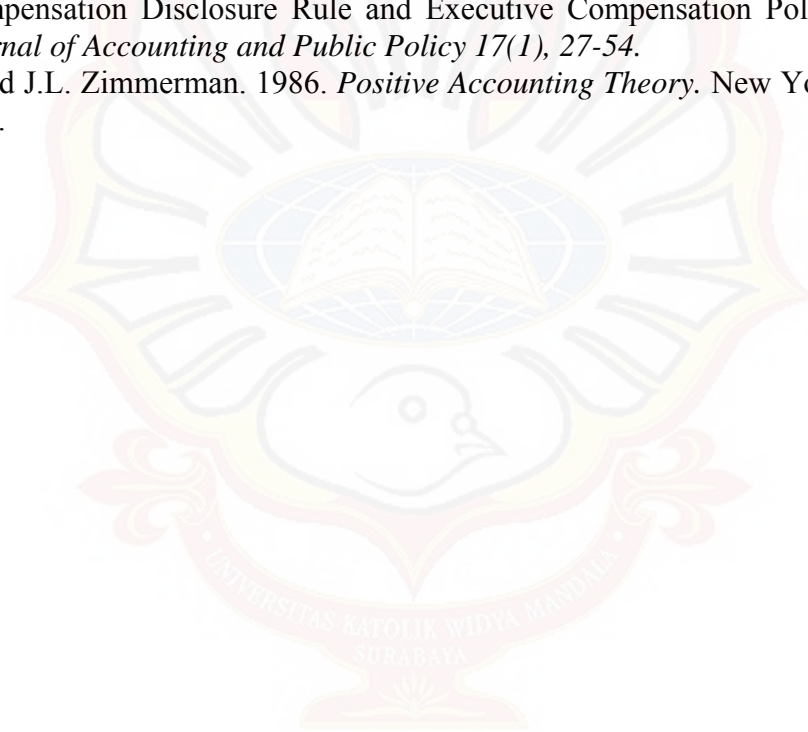 pensation Disclosure Rule and Executive Compensation Pol
rnal of Accounting and Public Policy 17(1), 27-54.
d J.L. Zimmerman. 1986. Positive Accounting Theory. New Yo
.
UNIVERSITAS KATOLIK WIDYA MANDALA
SURABAYA